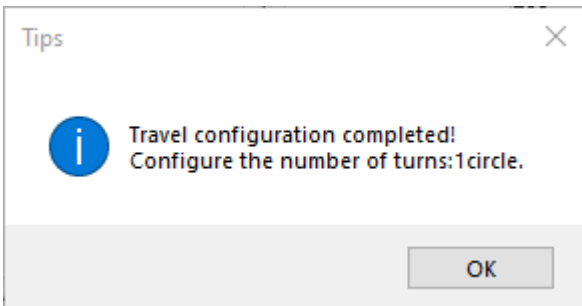 Tips
Travel configuration completed!
Configure the number of turns:1circle.
OK